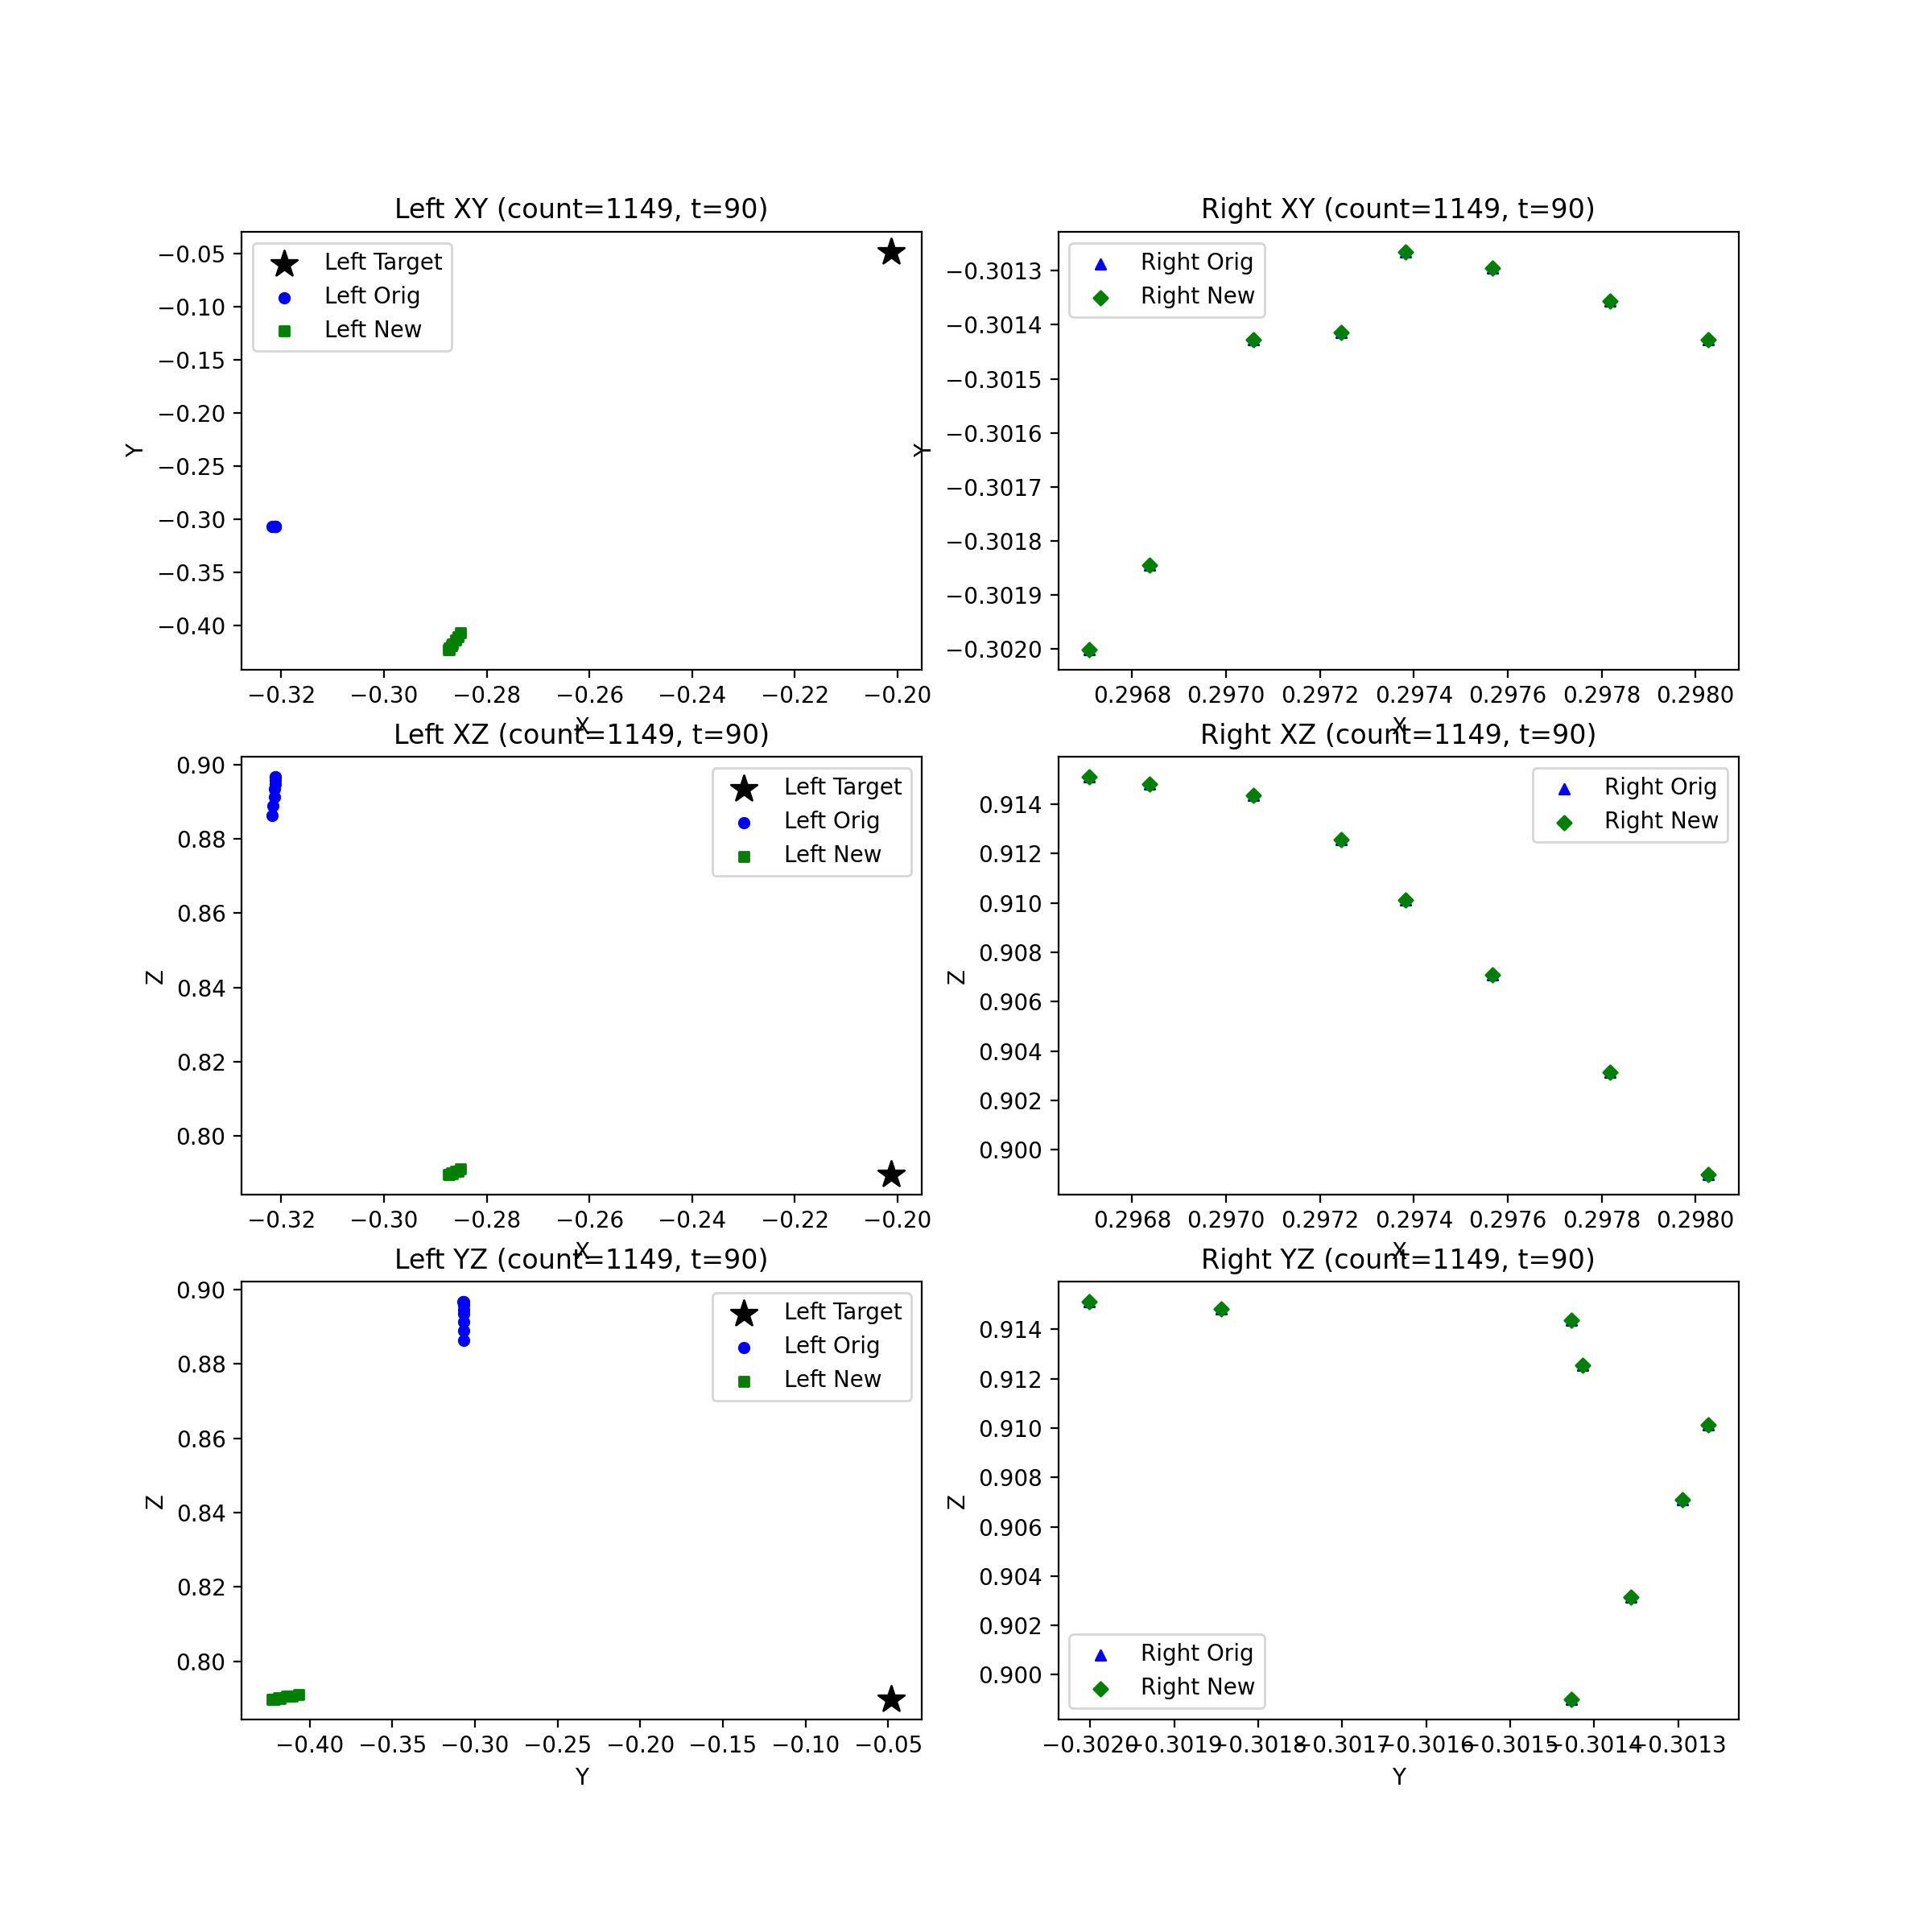 Left XY (count=1149, t=90)
Left Target
Left Orig
Left New
−0.05
−0.10
−0.15
−0.20
−0.25
−0.30
−0.35
−0.40
Y
−0.32 −0.30 −0.28 −0.26 −0.24 −0.22 −0.20
X
Right XY (count=1149, t=90)
Right Orig
Right New
−0.3013
−0.3014
−0.3015
−0.3016
−0.3017
−0.3018
−0.3019
−0.3020
Y
0.2968 0.2970 0.2972 0.2974 0.2976 0.2978 0.2980
X
Left XZ (count=1149, t=90)
Left Target
Left Orig
Left New
0.90
0.88
0.86
0.84
0.82
0.80
Z
−0.32 −0.30 −0.28 −0.26 −0.24 −0.22 −0.20
X
Right XZ (count=1149, t=90)
Right Orig
Right New
0.914
0.912
0.910
0.908
0.906
0.904
0.902
0.900
Z
0.2968 0.2970 0.2972 0.2974 0.2976 0.2978 0.2980
X
Left YZ (count=1149, t=90)
Left Target
Left Orig
Left New
0.90
0.88
0.86
0.84
0.82
0.80
Z
−0.40 −0.35 −0.30 −0.25 −0.20 −0.15 −0.10 −0.05
Y
Right YZ (count=1149, t=90)
0.914
0.912
0.910
0.908
0.906
0.904
0.902
0.900
Z
Right Orig
Right New
−0.3020 −0.3019 −0.3018 −0.3017 −0.3016 −0.3015 −0.3014 −0.3013
Y